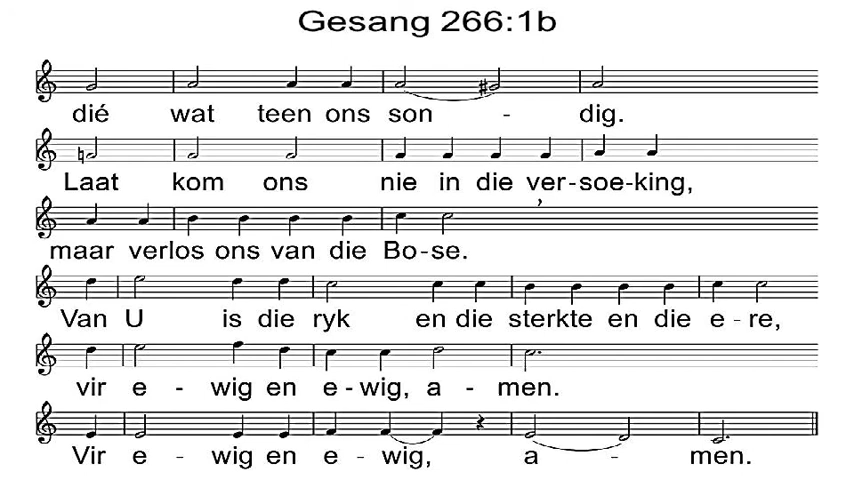 Gesang 266:1b
dié wat teen ons son - dig.
Laat kom ons nie in die ver-soe-king,
maar verlos ons van die Bo-se.
Van U is die ryk en die sterkte en die e-re,
vir e - wig en e-wig, a - men.
Vir e - wig en e - wig, a - men.